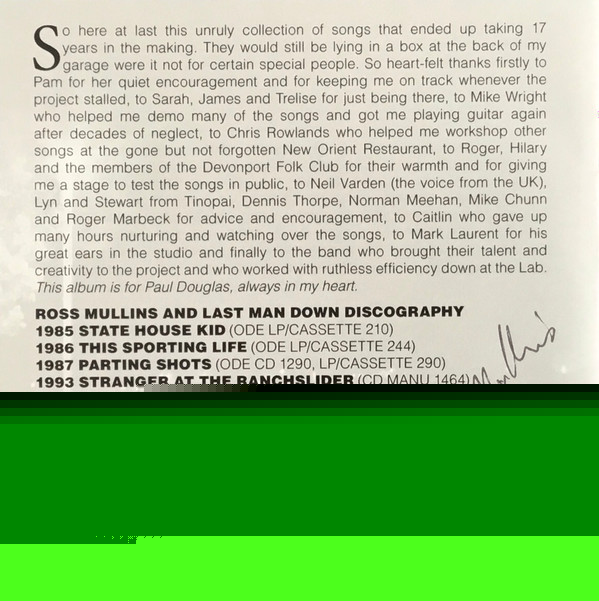 So here at last this unruly collection of songs that ended up taking 17
years in the making. They would still be lying in a box at the back of my
garage were it not for certain special people. So heart-felt thanks firstly to
Pam for her quiet encouragement and for keeping me on track whenever the
project stalled, to Sarah, James and Trelise for just being there, to Mike Wright
who helped me demo many of the songs and got me playing guitar again
after decades of neglect, to Chris Rowlands who helped me workshop other
songs at the gone but not forgotten New Orient Restaurant, to Roger, Hilary
and the members of the Devonport Folk Club for their warmth and for giving
me a stage to test the songs in public, to Neil Varden (the voice from the UK),
Lyn and Stewart from Tinopai, Dennis Thorpe, Norman Meehan, Mike Chunn
and Roger Marbeck for advice and encouragement, to Caitlin who gave up
many hours nurturing and watching over the songs, to Mark Laurent for his
great ears in the studio and finally to the band who brought their talent and
creativity to the project and who worked with ruthless efficiency down at the Lab.
This album is for Paul Douglas, always in my heart.
ROSS MULLINS AND LAST MAN DOWN DISCOGRAPHY
1985 STATE HOUSE KID (ODE LP/CASSETTE 210)
1986 THIS SPORTING LIFE (ODE LP/CASSETTE 244)
1987 PARTING SHOTS (ODE CD 1290, LP/CASSETTE 290)
1993 STRANGER AT THE RANCHSLIDER (CD MANU 1464)